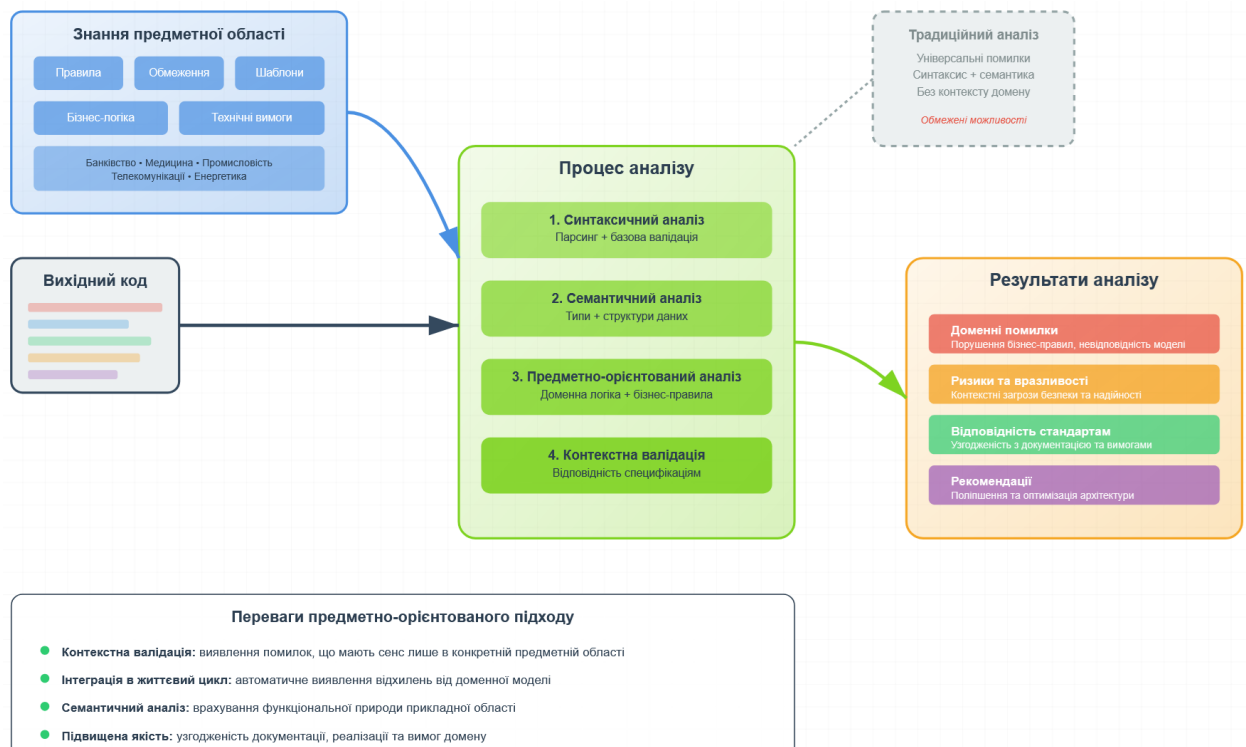 Знання предметної області
Правила
Обмеження
Шаблони
Бізнес-логіка
Технічні вимоги
Банківство • Медицина • Промисловість
Телекомунікації • Енергетика
Традиційний аналіз
Універсальні помилки
Синтаксис + семантика
Без контексту домену
Обмежені можливості
Вихідний код
Процес аналізу
1. Синтаксичний аналіз
Парсинг + базова валідація
2. Семантичний аналіз
Типи + структури даних
3. Предметно-орієнтований аналіз
Доменна логіка + бізнес-правила
4. Контекстна валідація
Відповідність специфікаціям
Результати аналізу
Доменні помилки
Порушення бізнес-правил, невідповідність моделі
Ризики та вразливості
Контекстні загрози безпеки та надійності
Відповідність стандартам
Узгодженість з документацією та вимогами
Рекомендації
Поліпшення та оптимізація архітектури
Переваги предметно-орієнтованого підходу
Контекстна валідація: виявлення помилок, що мають сенс лише в конкретній предметній області
Інтеграція в життєвий цикл: автоматичне виявлення відхилень від доменної моделі
Семантичний аналіз: врахування функціональної природи прикладної області
Підвищена якість: узгодженість документації, реалізації та вимог домену